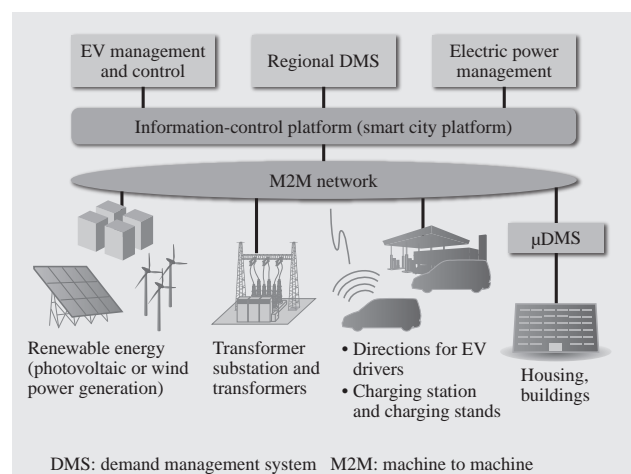 EV management
and control
Regional DMS
Electric power
management
Information-control platform (smart city platform)
M2M network
μDMS
Renewable energy
(photovoltaic or wind
power generation)
Transformer
substation and
transformers
• Directions for EV
drivers
• Charging station
and charging stands
Housing,
buildings
DMS: demand management system M2M: machine to machine